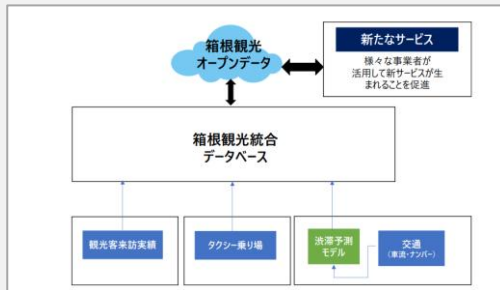 箱根観光
オープンデータ
新たなサービス
様々な事業者が
活用して新サービスが生
まれることを促進
箱根観光統合
データベース
観光客来訪実績
タクシー乗り場
渋滞予測
モデル
交通
(車流・ナンバー)